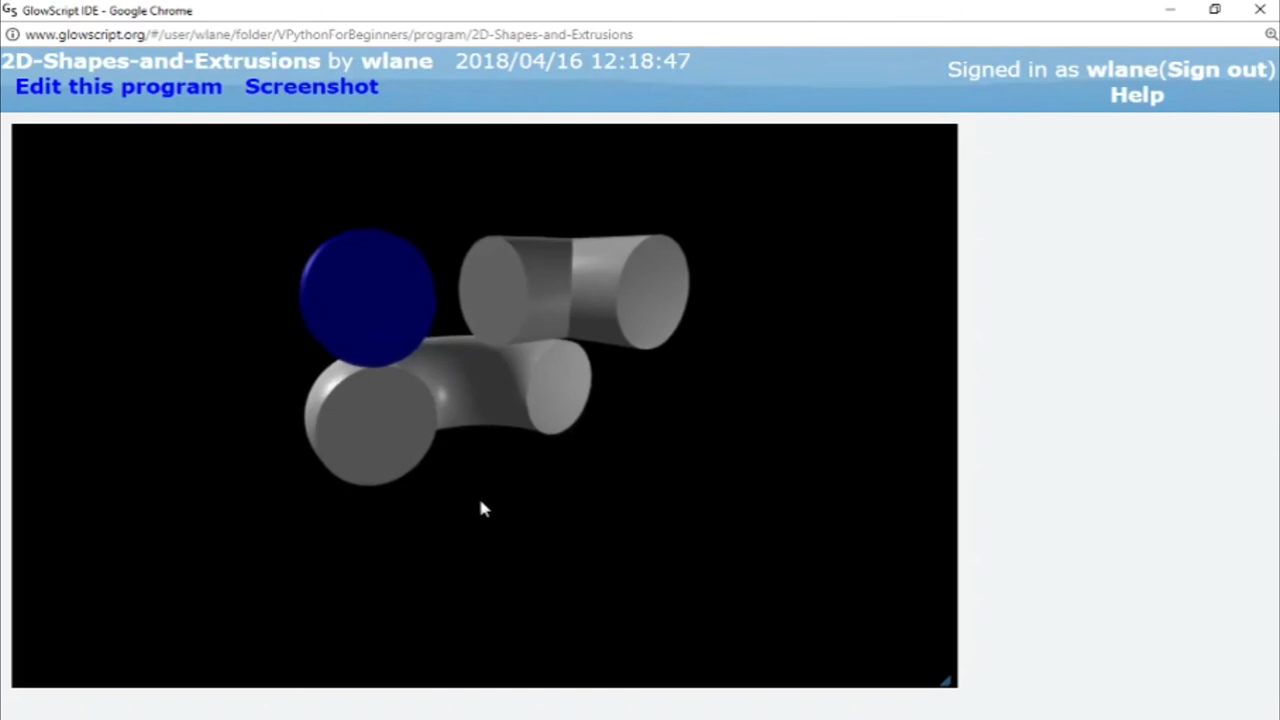 GlowScript IDE - Google Chrome
www.glowscript.org/#/user/wlane/folder/VPythonForBeginners/program/2D-Shapes-and-Extrusions
2D-Shapes-and-Extrusions by wlane 2018/04/16 12:18:47
Signed in as wlane(Sign out)
Edit this program Screenshot
Help